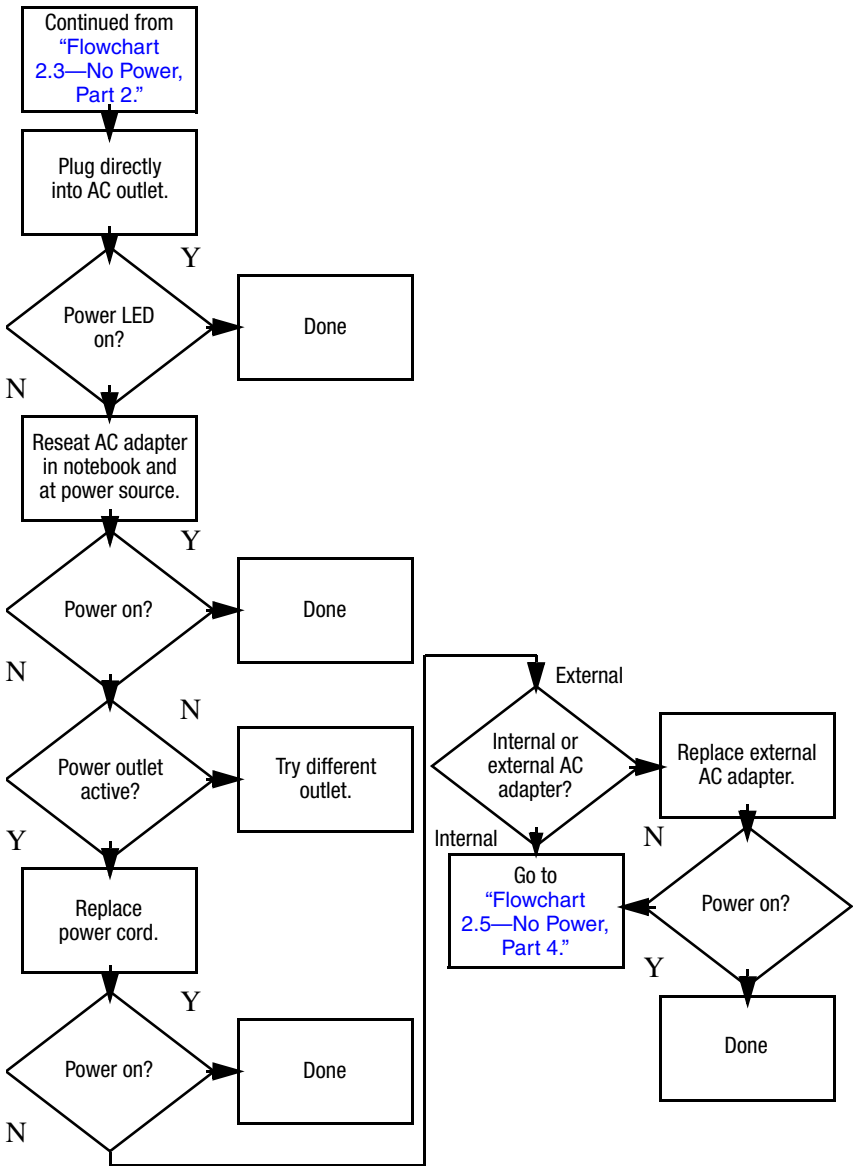 Continued from
“Flowchart
2.3—No Power,
Part 2.”
Plug directly
into AC outlet.
Y
Power LED
on?
Done
N
Reseat AC adapter
in notebook and
at power source.
Y
Power on?
Done
N
N
Power outlet
active?
Try different
outlet.
Y
Replace
power cord.
Y
Power on?
Done
N
External
Internal or
external AC
adapter?
Replace external
AC adapter.
Internal
N
Go to
“Flowchart
2.5—No Power,
Part 4.”
Power on?
Y
Done